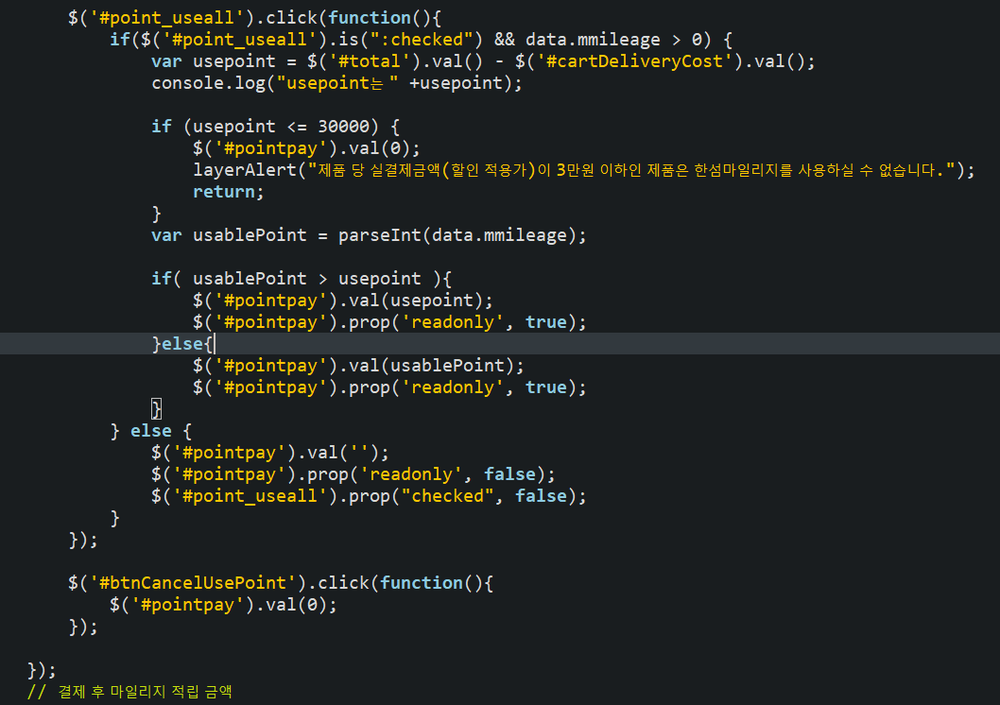 $('#point_useall').click(function(){
if($('#point_useall').is(":checked") && data.mmileage > 0) {
var usepoint = $('#total').val() - $('#cartDeliveryCost').val();
console.log("usepoint는 " +usepoint);
if (usepoint <= 30000) {
$('#pointpay').val(0);
layerAlert("제품 당 실결제금액(할인 적용가)이 3만원 이하인 제품은 한섬마일리지를 사용하실 수 없습니다.");
return;
}
var usablePoint = parseInt(data.mmileage);
if( usablePoint > usepoint ){
$('#pointpay').val(usepoint);
$('#pointpay').prop('readonly', true);
}else{
$('#pointpay').val(usablePoint);
$('#pointpay').prop('readonly', true);
}
} else {
$('#pointpay').val('');
$('#pointpay').prop('readonly', false);
$('#point_useall').prop("checked", false);
}
});
$('#btnCancelUsePoint').click(function(){
$('#pointpay').val(0);
});
});
// 결제 후 마일리지 적립 금액